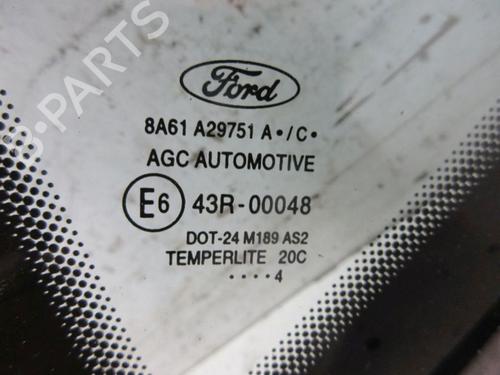 B-PARTS
Ford
8A61 A29751 A•/C•
AGC AUTOMOTIVE
E6 43R-00048
DOT-24 M189 AS2
TEMPERLITE 20C
••••4